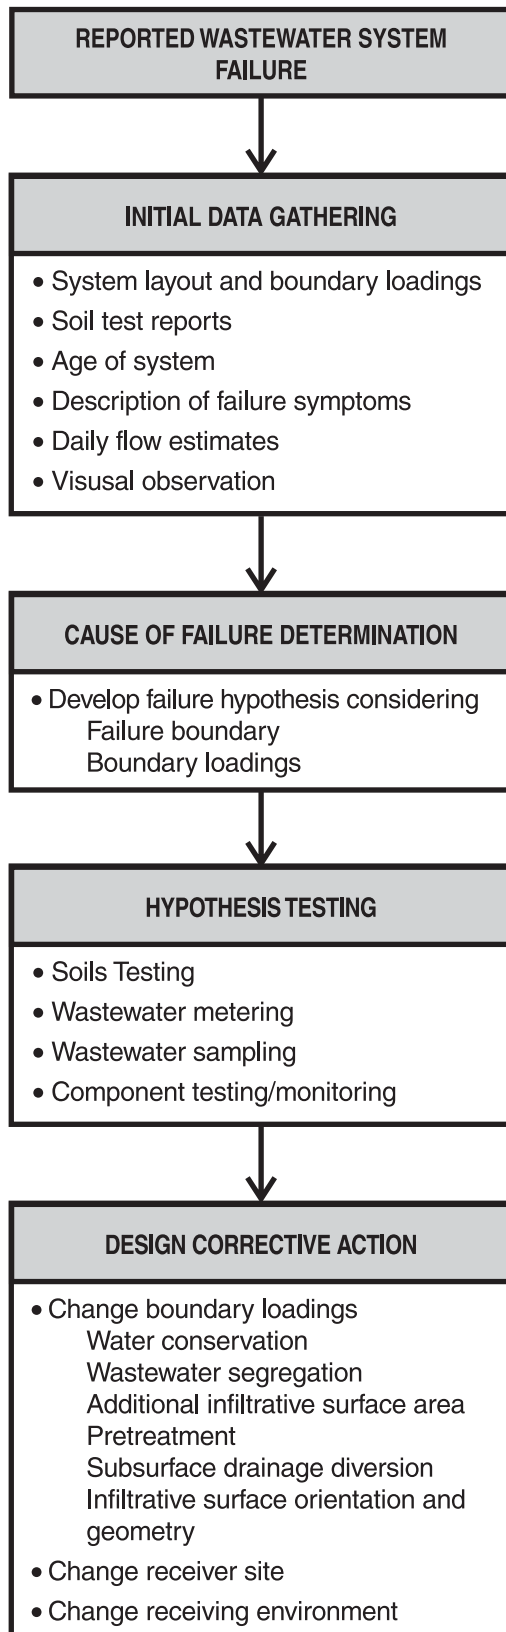 REPORTED WASTEWATER SYSTEM
FAILURE
INITIAL DATA GATHERING
• System layout and boundary loadings
• Soil test reports
• Age of system
• Description of failure symptoms
• Daily flow estimates
• Visusal observation
CAUSE OF FAILURE DETERMINATION
• Develop failure hypothesis considering
Failure boundary
Boundary loadings
HYPOTHESIS TESTING
• Soils Testing
• Wastewater metering
• Wastewater sampling
• Component testing/monitoring
DESIGN CORRECTIVE ACTION
• Change boundary loadings
Water conservation
Wastewater segregation
Additional infiltrative surface area
Pretreatment
Subsurface drainage diversion
Infiltrative surface orientation and
geometry
• Change receiver site
• Change receiving environment